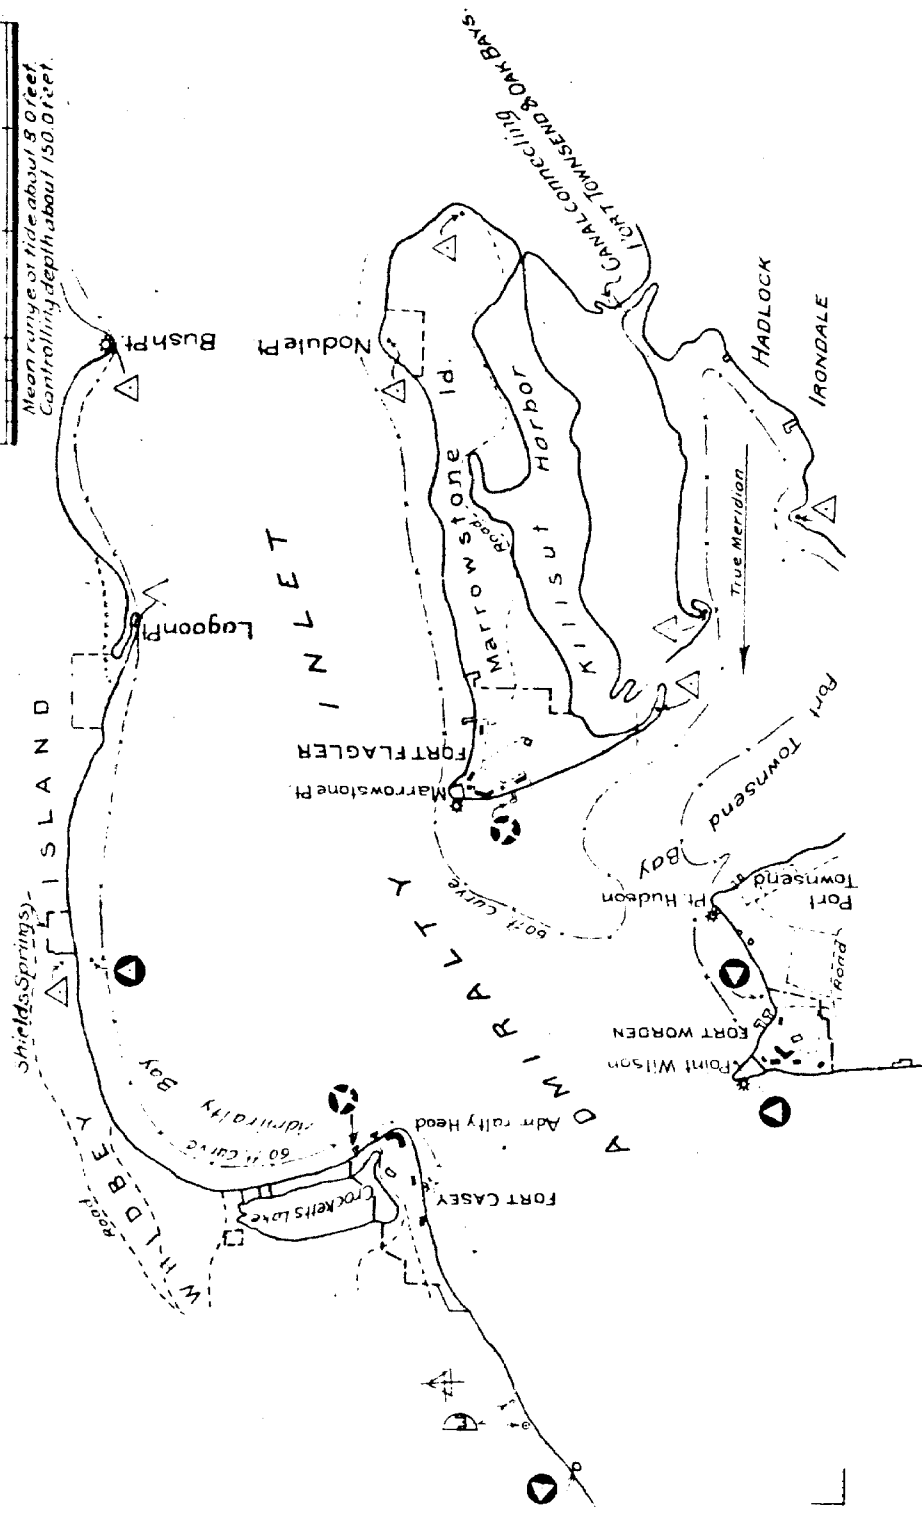 Mean range of tide about 8.0 feet.
Controlling depth about 150.0 feet.
CANAL connecting
PORT TOWNSEND & OAK BAYS.
Bush Pt.
Nodule Pt.
Lagoon Pt
Marrowstone Id.
Road
Kilisut Harbor
HADLOCK
IRONDALE
True Meridian
FORT FLAGLER
Marrowstone Pt.
ADMIRALTY INLET
60 ft. Curve
Port Townsend Bay
Pt. Hudson
Port
Townsend
Road
FORT WORDEN
Point Wilson
Shields Springs)
WHIDBEY ISLAND
Road
Admiralty Bay
60 ft. Curve
Crocketts Lake
Admiralty Head
FORT CASEY